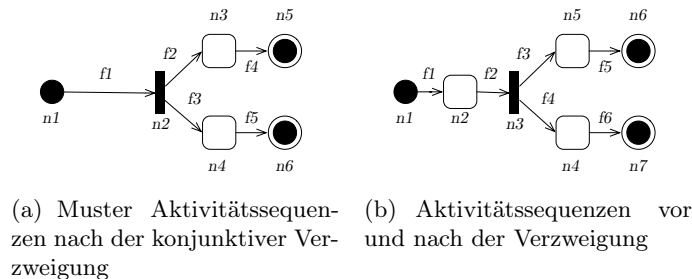 n3 n5 n5 n6
f2 f3
f1 f4 f1 f2 f5
n1 n2 f3 n1 n2 n3 f4
f5 f6
n4 n6 n4 n7
(a) Muster Aktivitätssequen-
zen nach der konjunktiver Ver-
zweigung
(b) Aktivitätssequenzen vor
und nach der Verzweigung